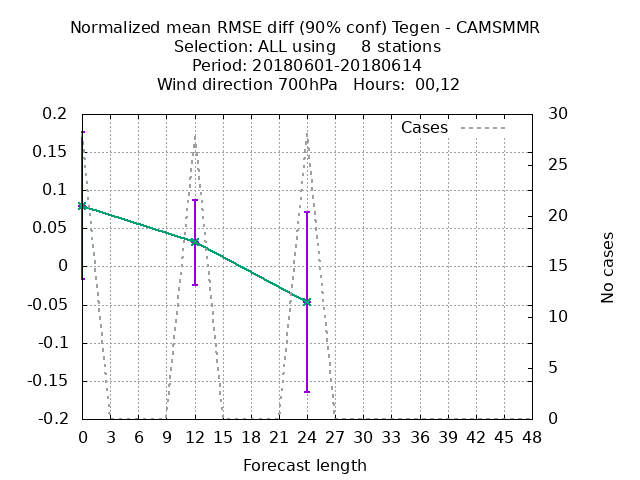 Normalized mean RMSE diff (90% conf) Tegen - CAMSMMR
Selection: ALL using     8 stations
Period: 20180601-20180614
Wind direction 700hPa   Hours:  00,12
0.2
0.15
0.1
0.05
0
-0.05
-0.1
-0.15
-0.2
Cases
30
25
20
15
10
5
0
No cases
0 3 6 9 12 15 18 21 24 27 30 33 36 39 42 45 48
Forecast length